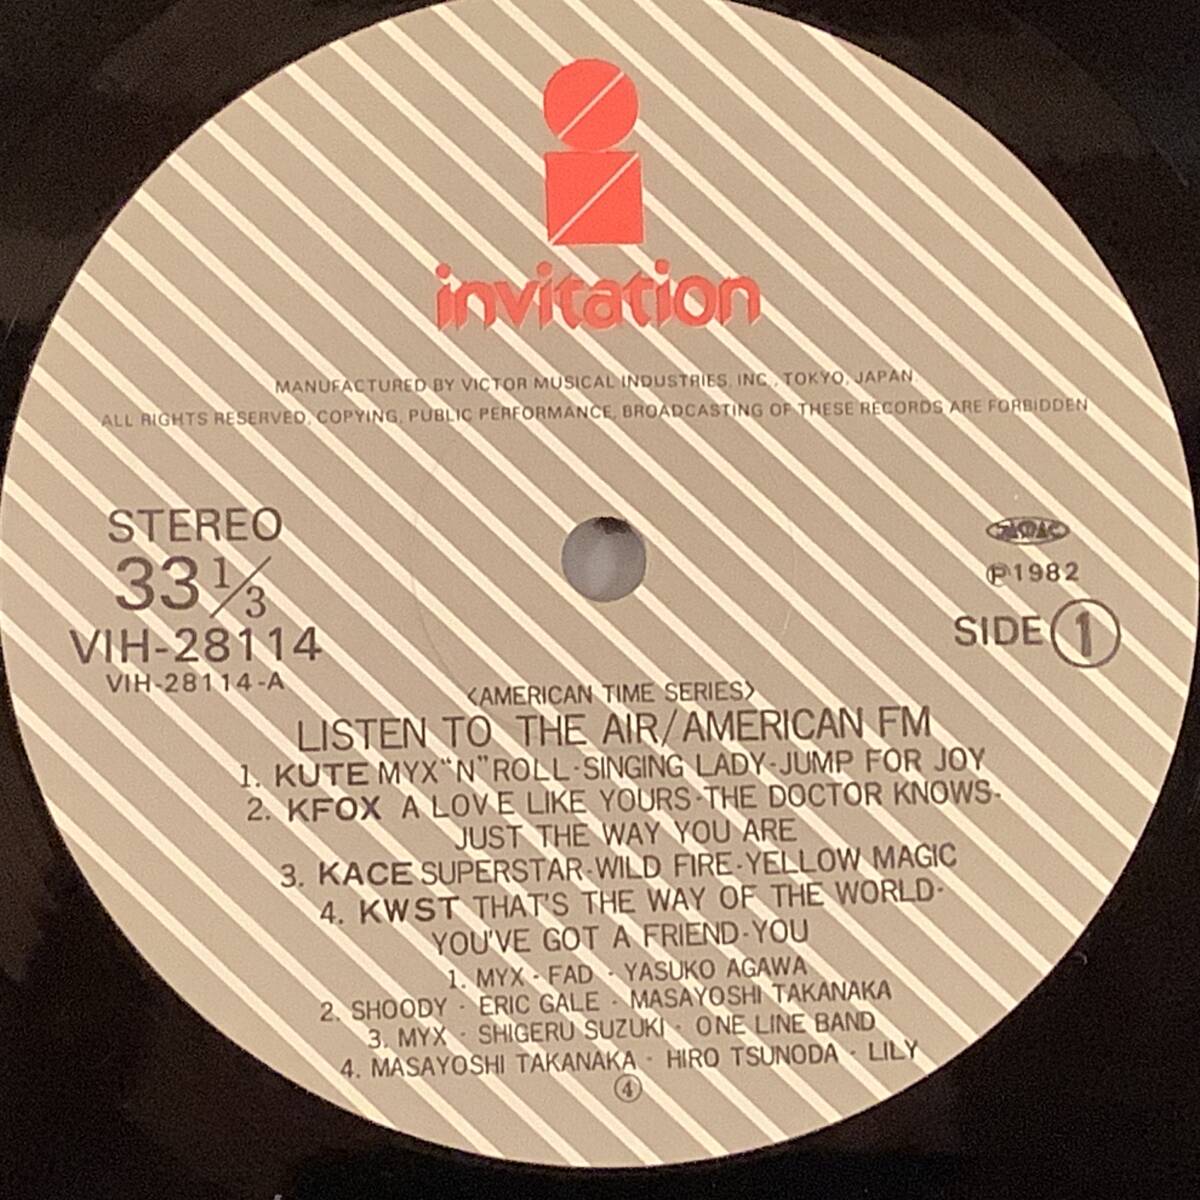 invitation
MANUFACTURED BY VICTOR MUSICAL INDUSTRIES, INC., TOKYO, JAPAN.
ALL RIGHTS RESERVED, COPYING, PUBLIC PERFORMANCE, BROADCASTING OF THESE RECORDS ARE FORBIDDEN
STEREO
33 1/3
VIH-28114
VIH-28114-A
℗1982
SIDE 1
<AMERICAN TIME SERIES>
LISTEN TO THE AIR/AMERICAN FM
1. KUTE MYX"N"ROLL·SINGING LADY·JUMP FOR JOY
2. KFOX A LOVE LIKE YOURS·THE DOCTOR KNOWS·
JUST THE WAY YOU ARE
3. KACE SUPERSTAR·WILD FIRE·YELLOW MAGIC
4. KWST THAT'S THE WAY OF THE WORLD·
YOU'VE GOT A FRIEND·YOU
1. MYX · FAD · YASUKO AGAWA
2. SHOODY · ERIC GALE · MASAYOSHI TAKANAKA
3. MYX · SHIGERU SUZUKI · ONE LINE BAND
4. MASAYOSHI TAKANAKA · HIRO TSUNODA · LILY
④